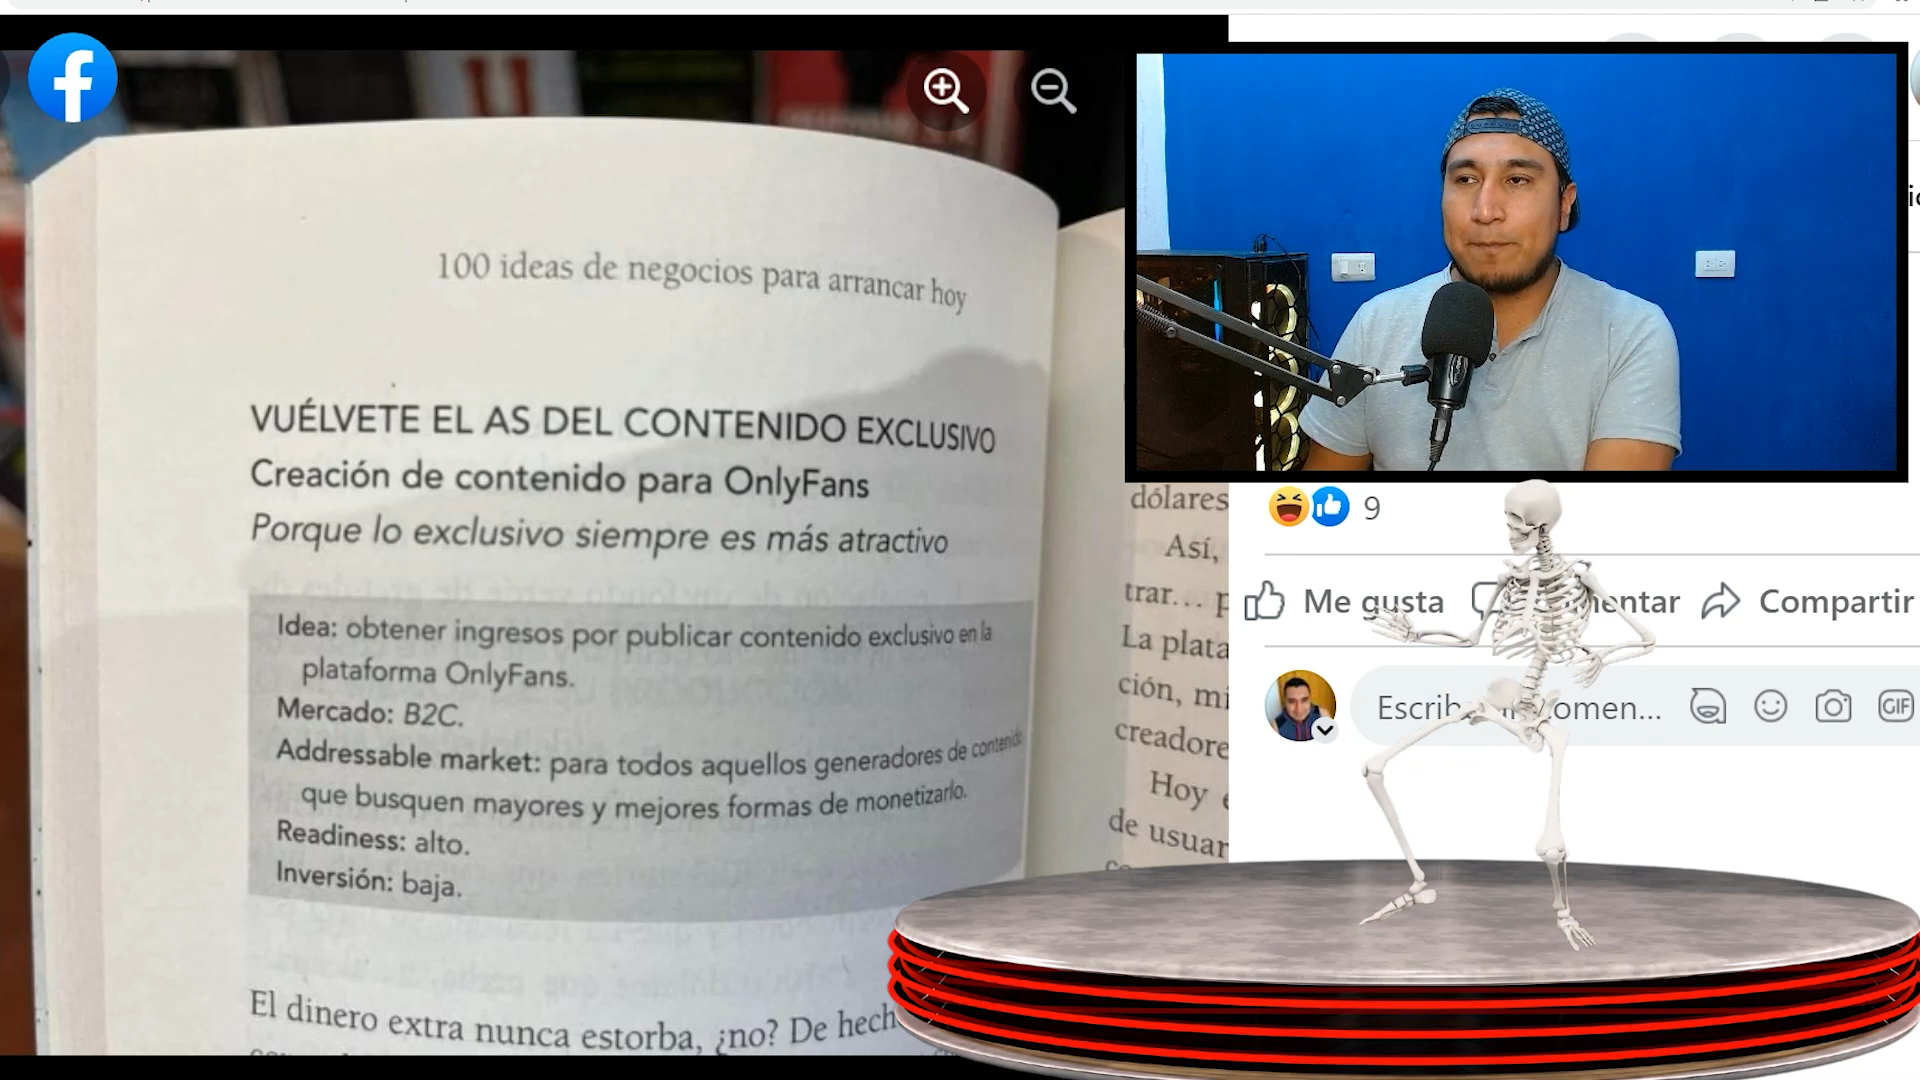 100 ideas de negocios para arrancar hoy
VUÉLVETE EL AS DEL CONTENIDO EXCLUSIVO
Creación de contenido para OnlyFans
Porque lo exclusivo siempre es más atractivo
Idea: obtener ingresos por publicar contenido exclusivo en la
plataforma OnlyFans.
Mercado: B2C.
Addressable market: para todos aquellos generadores de contenido
que busquen mayores y mejores formas de monetizarlo.
Readiness: alto.
Inversión: baja.
El dinero extra nunca estorba, ¿no? De hech
dólares
Así,
trar... p
La plata
ción, mi
creadore
Hoy e
de usuar
9
Me gusta
Compartir
GIF